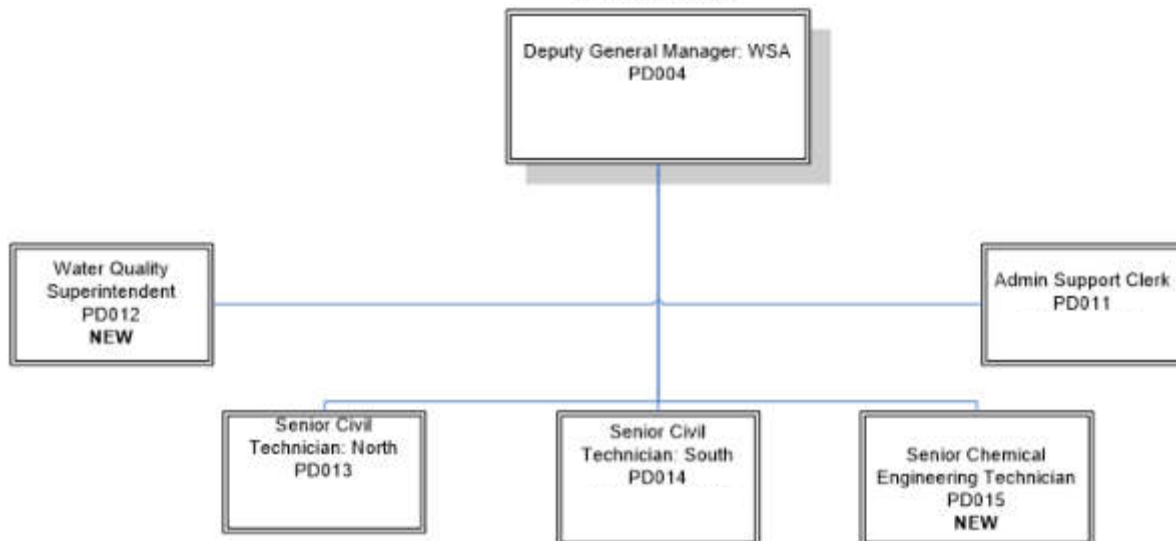 Deputy General Manager: WSA
PD004
Water Quality
Superintendent
PD012
NEW
Admin Support Clerk
PD011
Senior Civil
Technician: North
PD013
Senior Civil
Technician: South
PD014
Senior Chemical
Engineering Technician
PD015
NEW